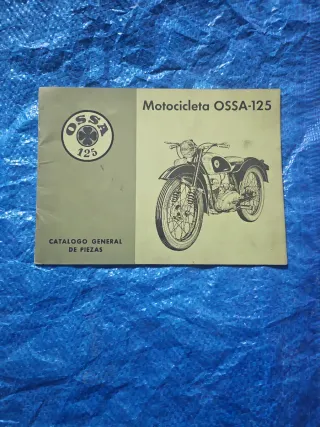 OSSA
125
CATALOGO GENERAL
DE PIEZAS
Motocicleta OSSA-125